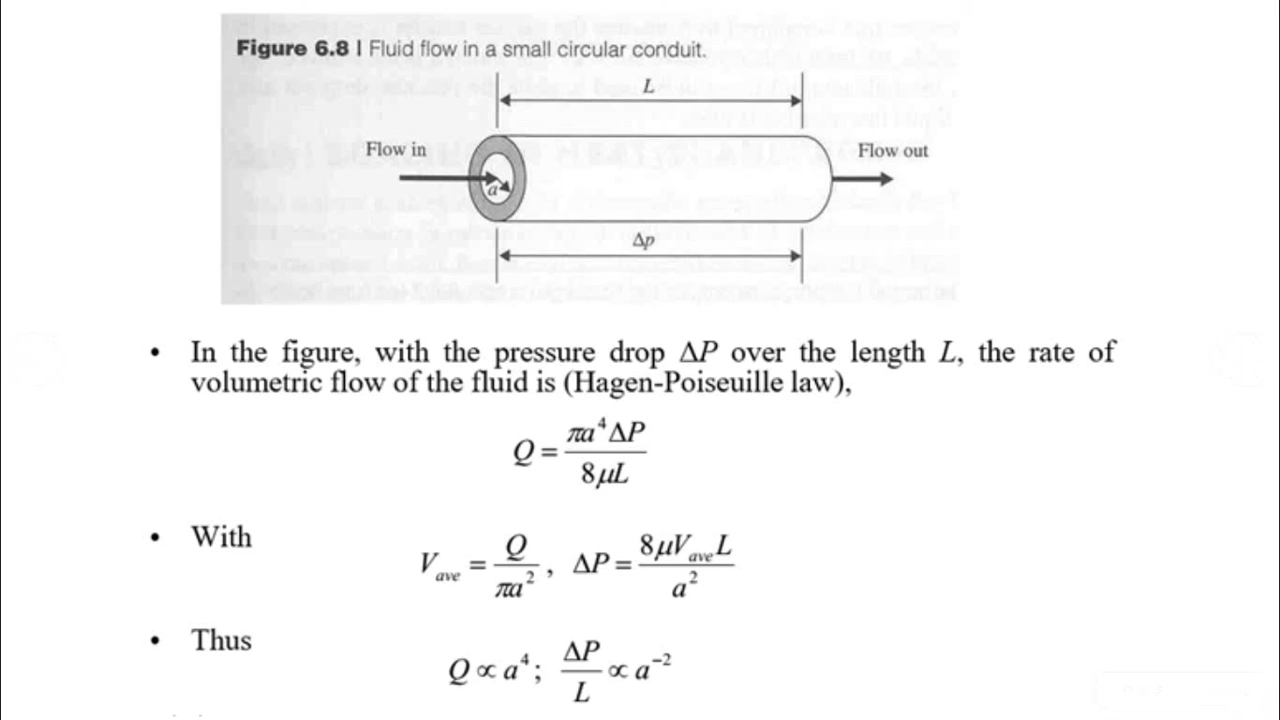 Figure 6.8 | Fluid flow in a small circular conduit.
L
Flow in
Flow out
a
Δp
• In the figure, with the pressure drop ΔP over the length L, the rate of
volumetric flow of the fluid is (Hagen-Poiseuille law),
Q = πa⁴ΔP / 8μL
• With
V_ave = Q / πa², ΔP = 8μV_ave L / a²
• Thus
Q ∝ a⁴; ΔP / L ∝ a⁻²